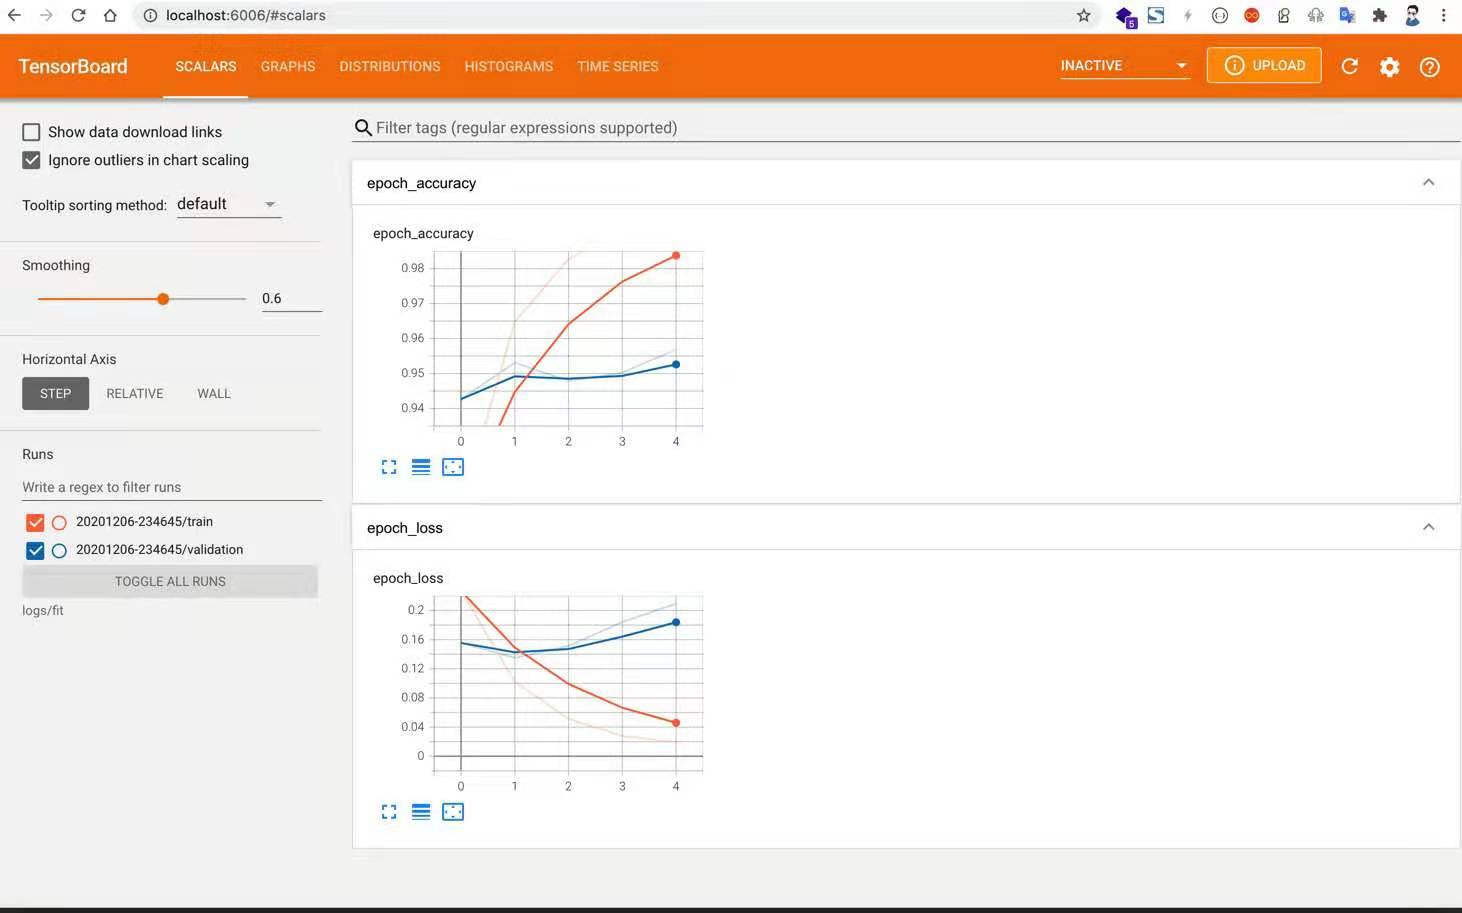 localhost:6006/#scalars
5
TensorBoard SCALARS GRAPHS DISTRIBUTIONS HISTOGRAMS TIME SERIES INACTIVE UPLOAD
Show data download links
Ignore outliers in chart scaling
Tooltip sorting method: default
Smoothing
0.6
Horizontal Axis
STEP RELATIVE WALL
Runs
Write a regex to filter runs
20201206-234645/train
20201206-234645/validation
TOGGLE ALL RUNS
logs/fit
Filter tags (regular expressions supported)
epoch_accuracy
epoch_accuracy
0.98
0.97
0.96
0.95
0.94
0 1 2 3 4
epoch_loss
epoch_loss
0.2
0.16
0.12
0.08
0.04
0
0 1 2 3 4